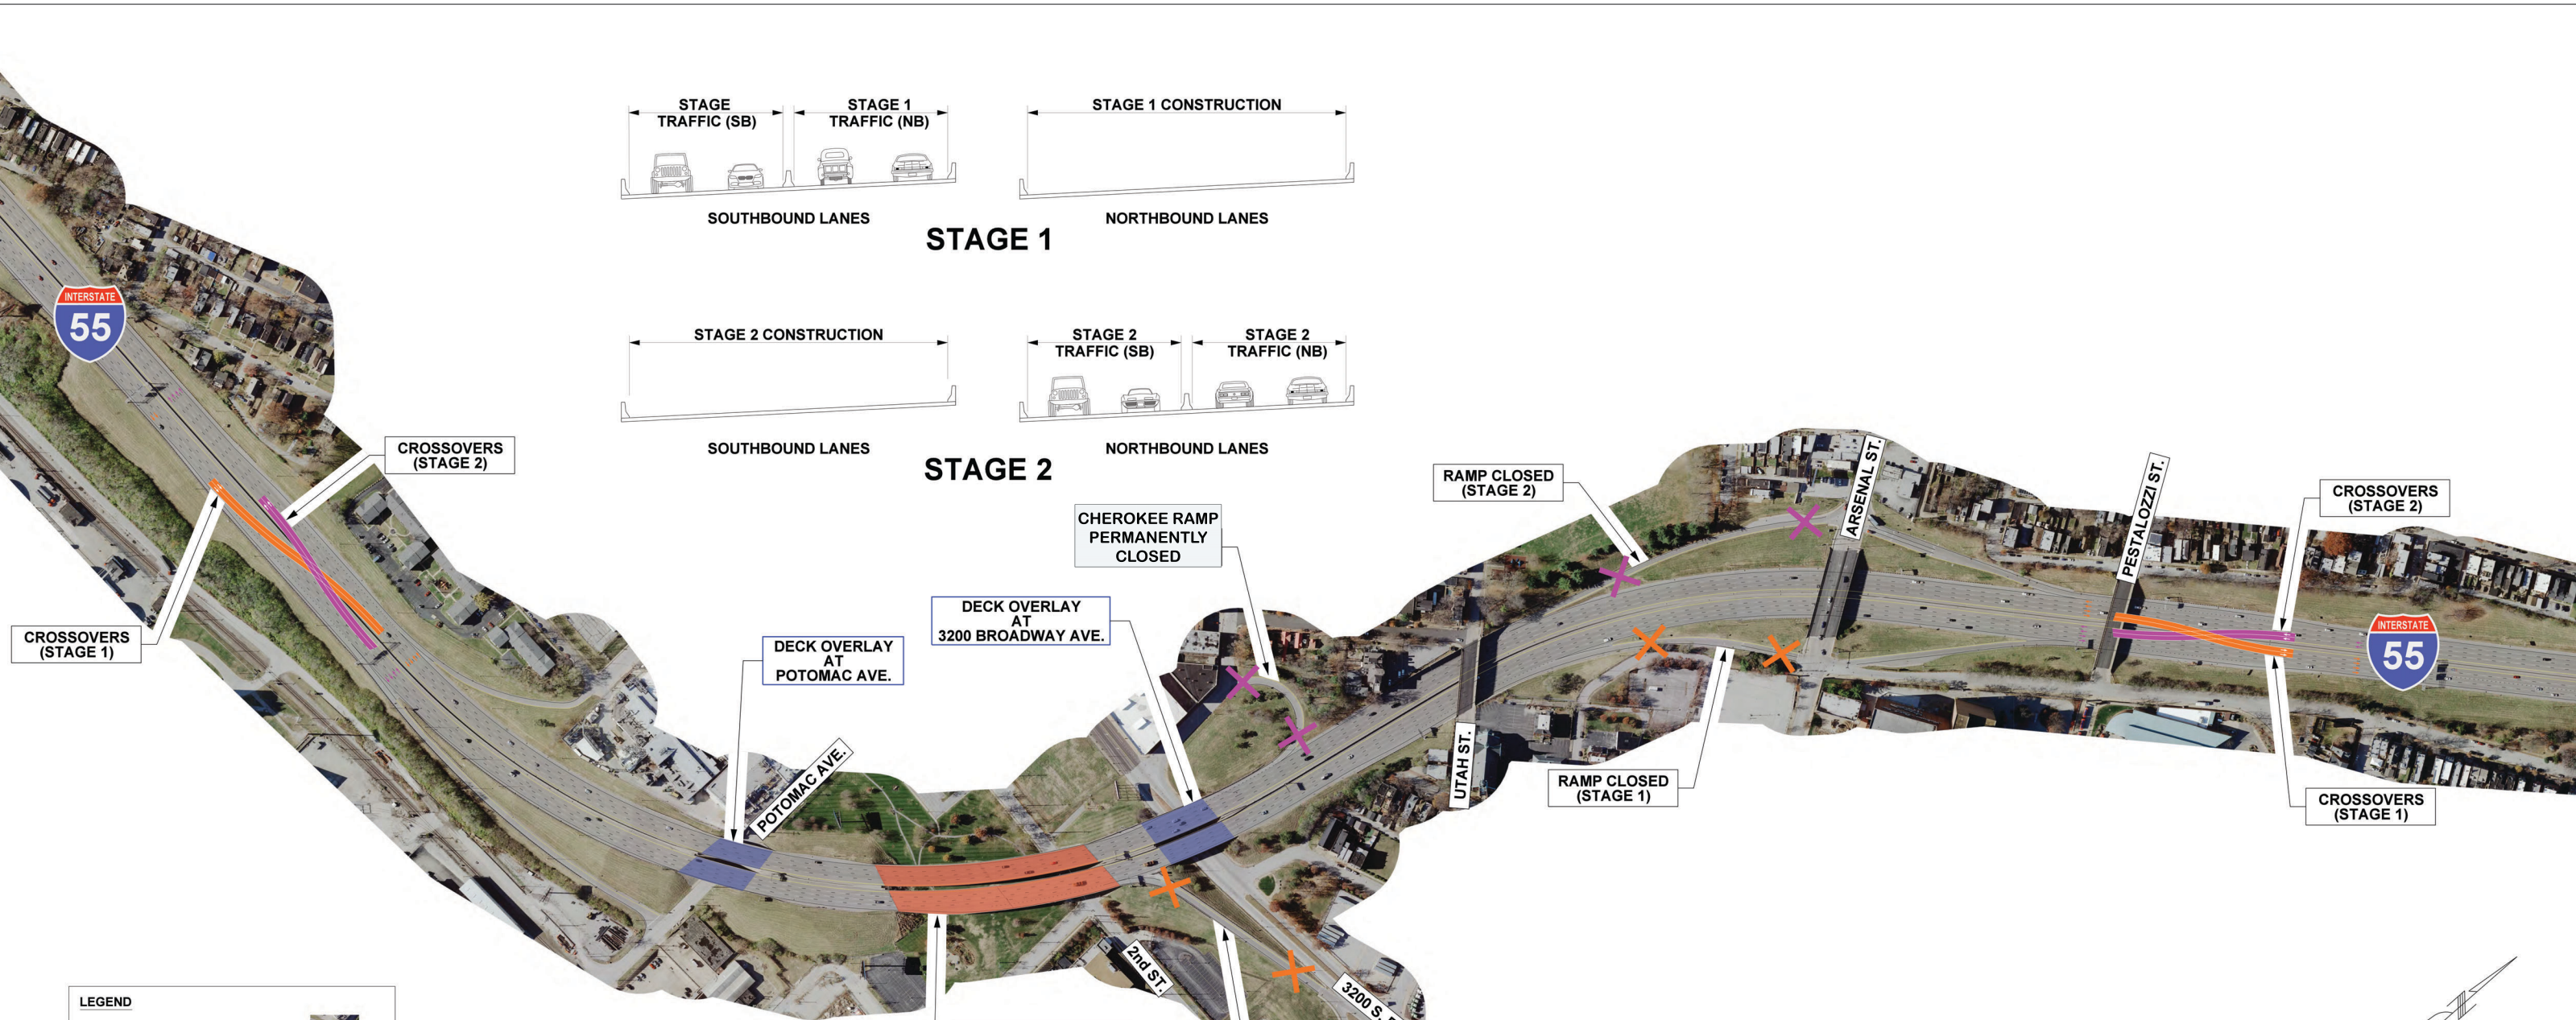 STAGE
TRAFFIC (SB)
STAGE 1
TRAFFIC (NB)
STAGE 1 CONSTRUCTION
SOUTHBOUND LANES
NORTHBOUND LANES
STAGE 1
STAGE 2 CONSTRUCTION
STAGE 2
TRAFFIC (SB)
STAGE 2
TRAFFIC (NB)
SOUTHBOUND LANES
NORTHBOUND LANES
STAGE 2
INTERSTATE
55
CROSSOVERS
(STAGE 2)
CROSSOVERS
(STAGE 1)
DECK OVERLAY
AT
POTOMAC AVE.
POTOMAC AVE.
DECK OVERLAY
AT
3200 BROADWAY AVE.
CHEROKEE RAMP
PERMANENTLY
CLOSED
RAMP CLOSED
(STAGE 2)
ARSENAL ST.
PESTALOZZI ST.
CROSSOVERS
(STAGE 2)
INTERSTATE
55
UTAH ST.
RAMP CLOSED
(STAGE 1)
CROSSOVERS
(STAGE 1)
2nd ST.
3200 S.
LEGEND